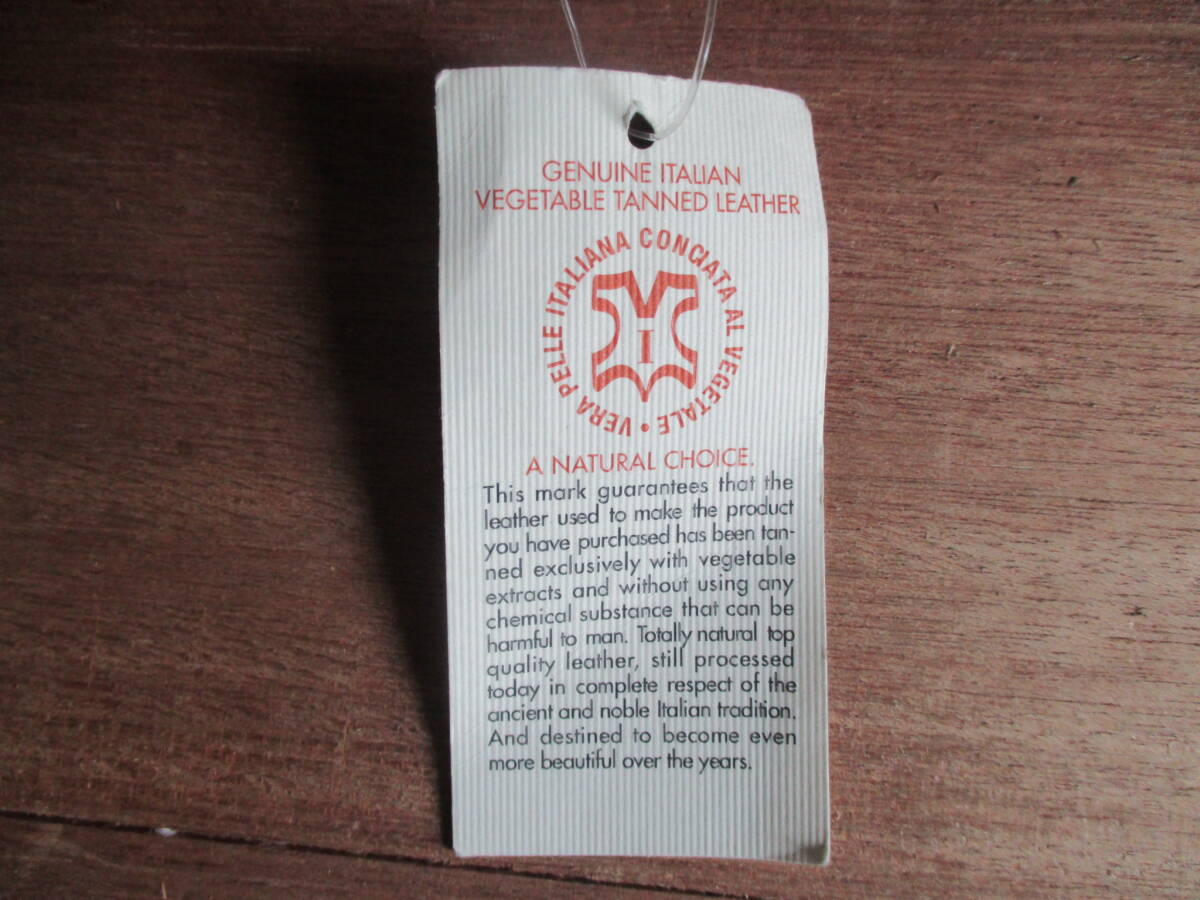 GENUINE ITALIAN
VEGETABLE TANNED LEATHER
VERA PELLE ITALIANA CONCIATA AL VEGETALE •
I
A NATURAL CHOICE.
This mark guarantees that the
leather used to make the product
you have purchased has been tan-
ned exclusively with vegetable
extracts and without using any
chemical substance that can be
harmful to man. Totally natural top
quality leather, still processed
today in complete respect of the
ancient and noble Italian tradition.
And destined to become even
more beautiful over the years.